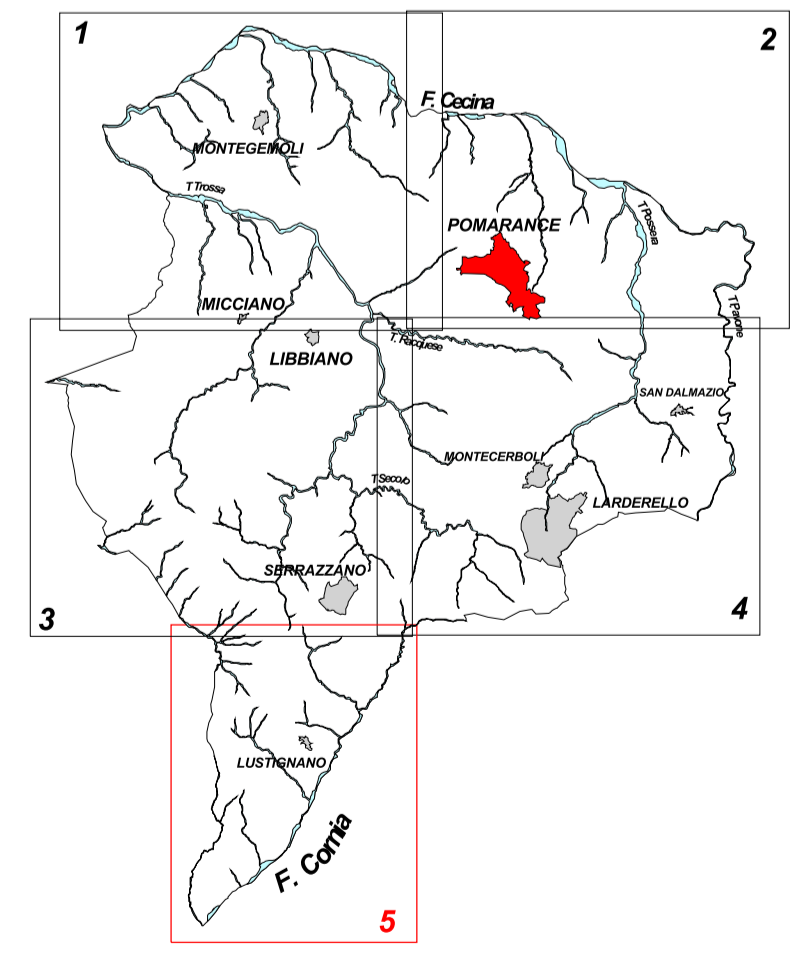 1
2
F. Cecina
MONTEGEMOLI
T Trossa
POMARANCE
T Possera
MICCIANO
T Pavone
LIBBIANO
T. Racquese
SAN DALMAZIO
MONTECERBOLI
T Secolo
LARDERELLO
SERRAZZANO
3
4
LUSTIGNANO
F. Cornia
5